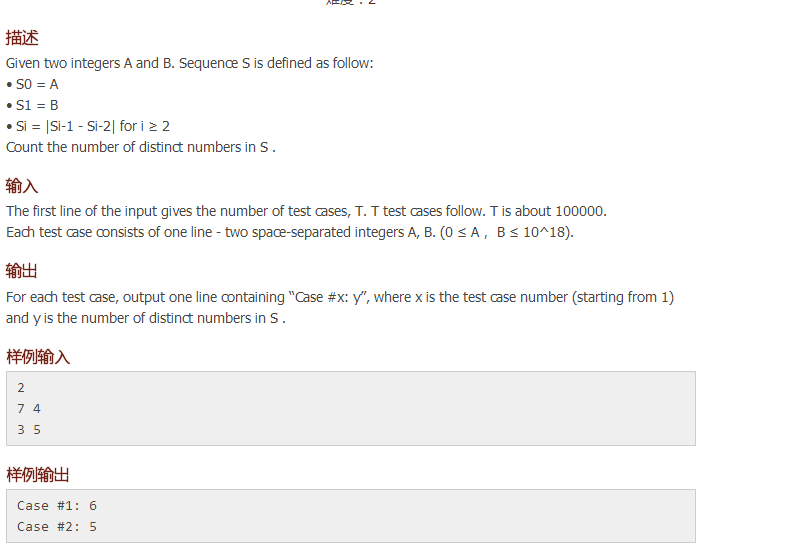 描述
Given two integers A and B. Sequence S is defined as follow:
• S0 = A
• S1 = B
• Si = |Si-1 - Si-2| for i ≥ 2
Count the number of distinct numbers in S .
输入
The first line of the input gives the number of test cases, T. T test cases follow. T is about 100000.
Each test case consists of one line - two space-separated integers A, B. (0 ≤ A , B ≤ 10^18).
输出
For each test case, output one line containing “Case #x: y”, where x is the test case number (starting from 1)
and y is the number of distinct numbers in S .
样例输入
2
7 4
3 5
样例输出
Case #1: 6
Case #2: 5